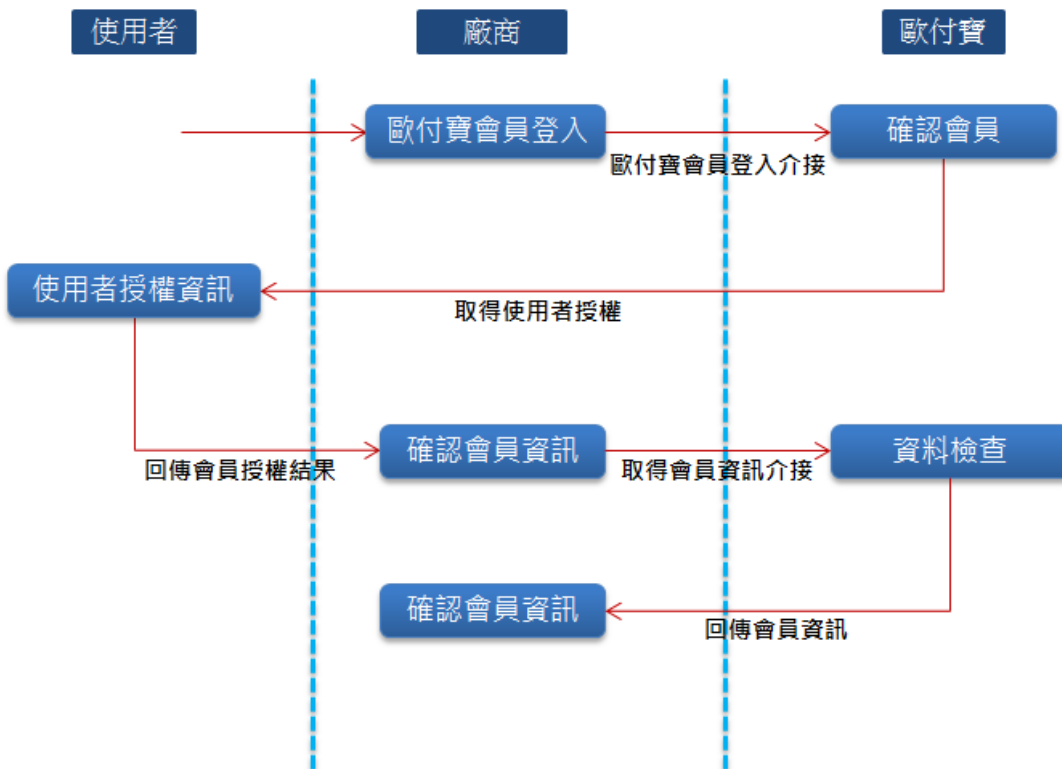 使用者
廠商
歐付寶
歐付寶會員登入
確認會員
歐付寶會員登入介接
使用者授權資訊
取得使用者授權
確認會員資訊
資料檢查
回傳會員授權結果
取得會員資訊介接
確認會員資訊
回傳會員資訊